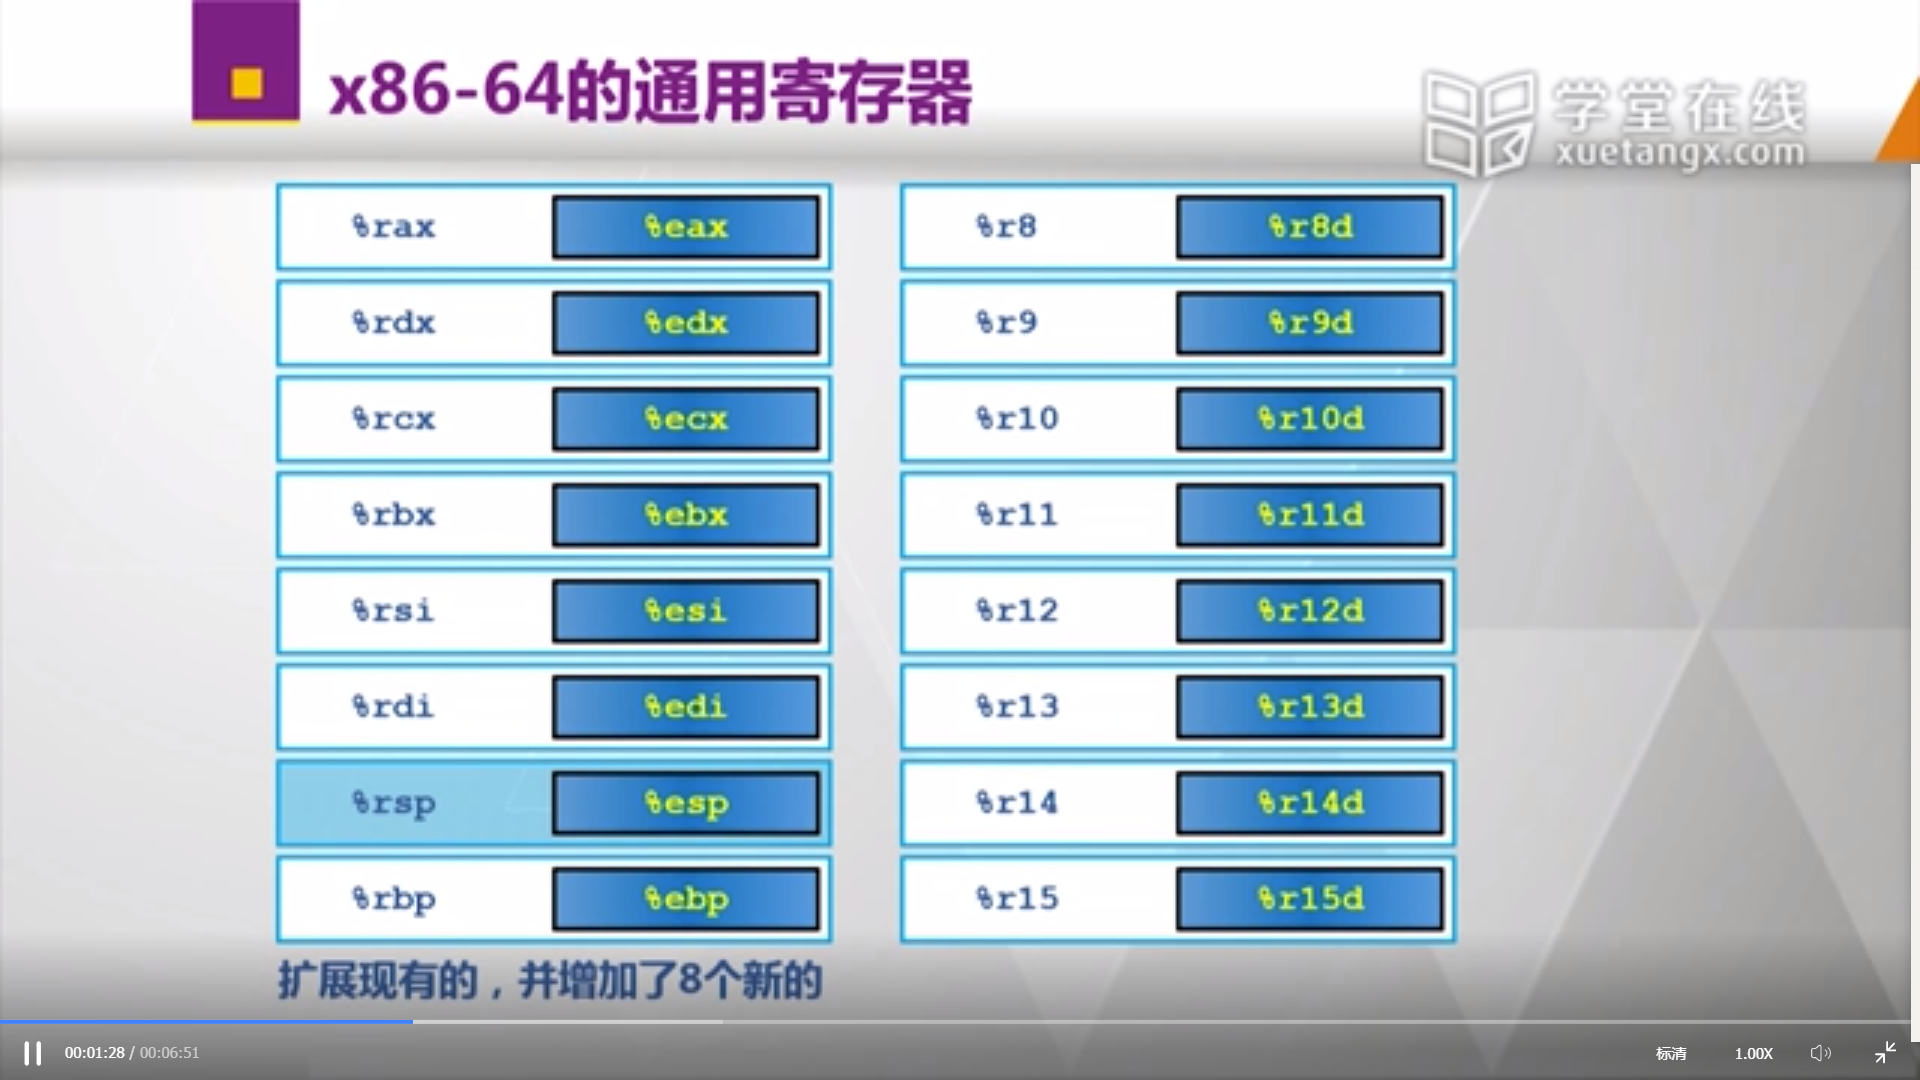 x86-64的通用寄存器
学堂在线
xuetangx.com
%rax %eax %r8 %r8d
%rdx %edx %r9 %r9d
%rcx %ecx %r10 %r10d
%rbx %ebx %r11 %r11d
%rsi %esi %r12 %r12d
%rdi %edi %r13 %r13d
%rsp %esp %r14 %r14d
%rbp %ebp %r15 %r15d
扩展现有的，并增加了8个新的
00:01:28 / 00:06:51 标清 1.00X